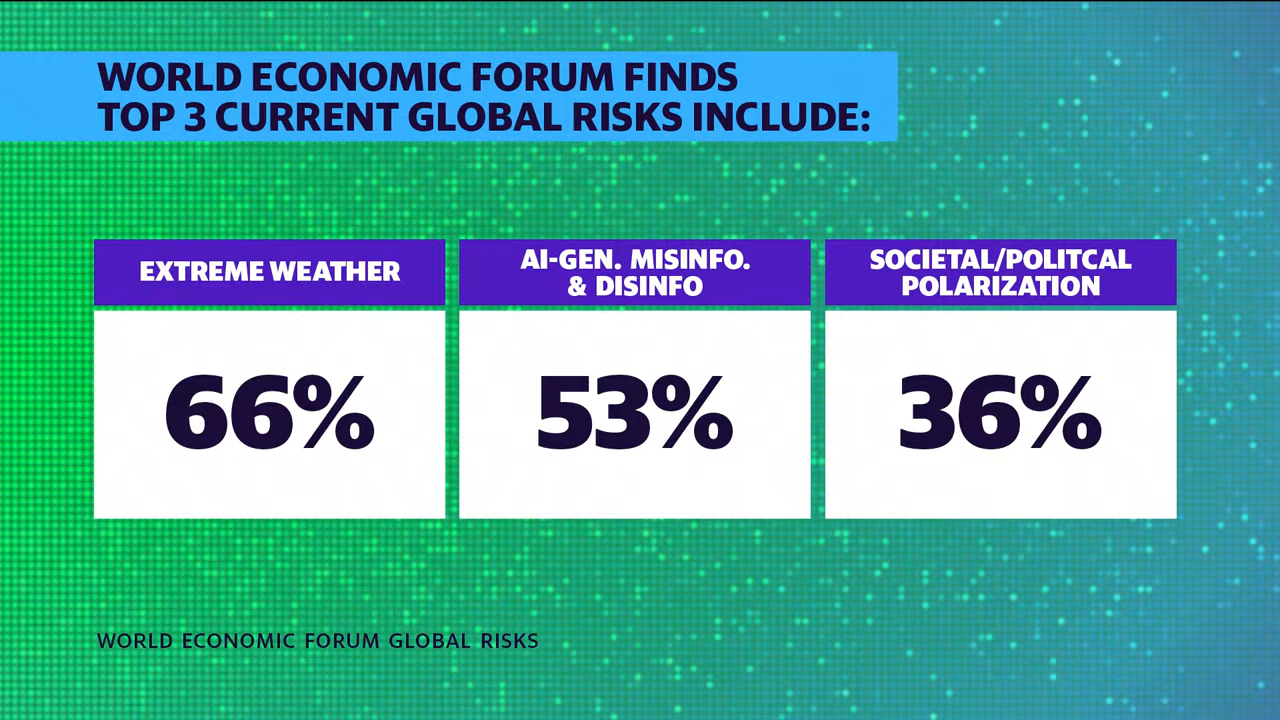 WORLD ECONOMIC FORUM FINDS
TOP 3 CURRENT GLOBAL RISKS INCLUDE:
EXTREME WEATHER
66%
AI-GEN. MISINFO.
& DISINFO
53%
SOCIETAL/POLITCAL
POLARIZATION
36%
WORLD ECONOMIC FORUM GLOBAL RISKS